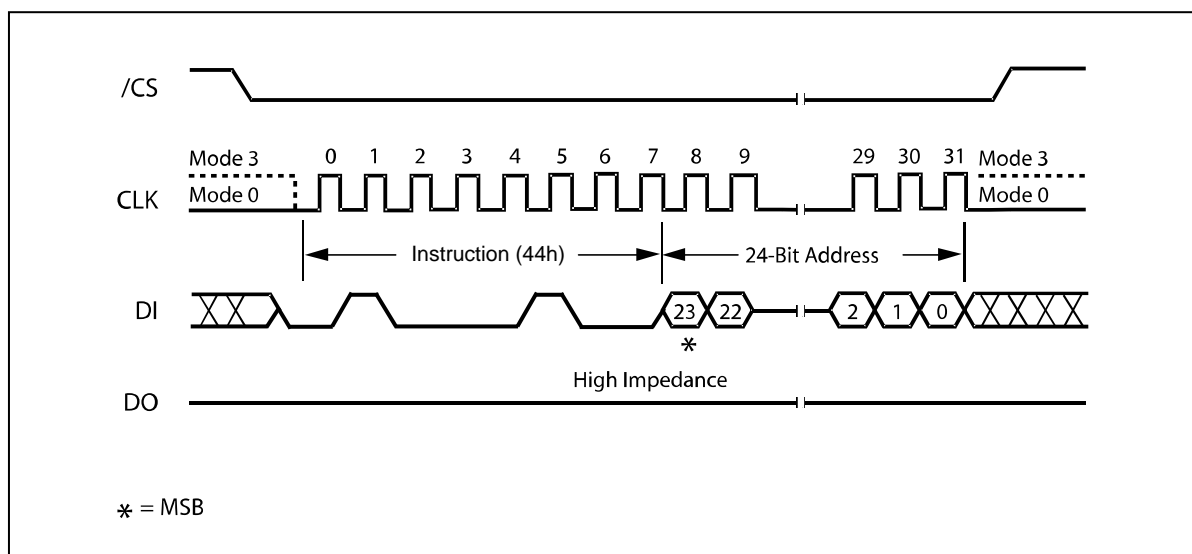 /CS
Mode 3 0 1 2 3 4 5 6 7 8 9 29 30 31 Mode 3
CLK Mode 0 Mode 0
Instruction (44h) 24-Bit Address
DI 23 22 2 1 0
*
High Impedance
DO
* = MSB